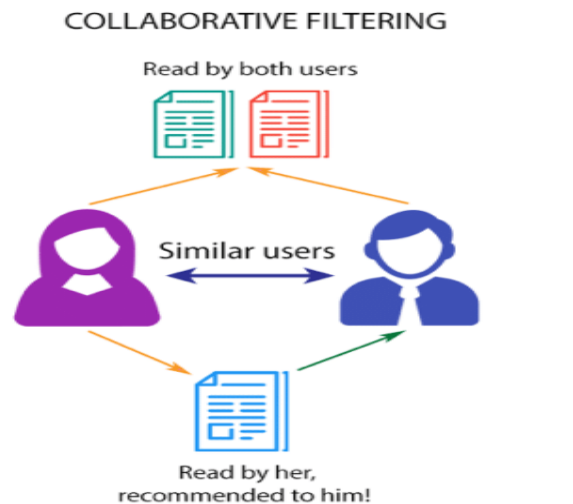 COLLABORATIVE FILTERING
Read by both users
Similar users
Read by her,
recommended to him!